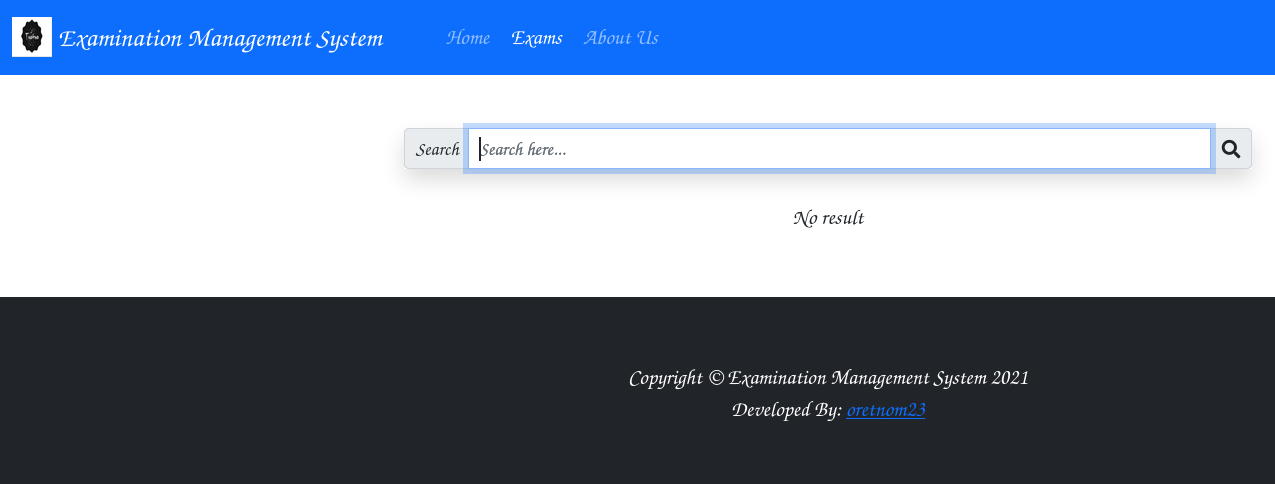 Examination Management System Home Exams About Us
Search Search here...
No result
Copyright © Examination Management System 2021
Developed By: oretnom23